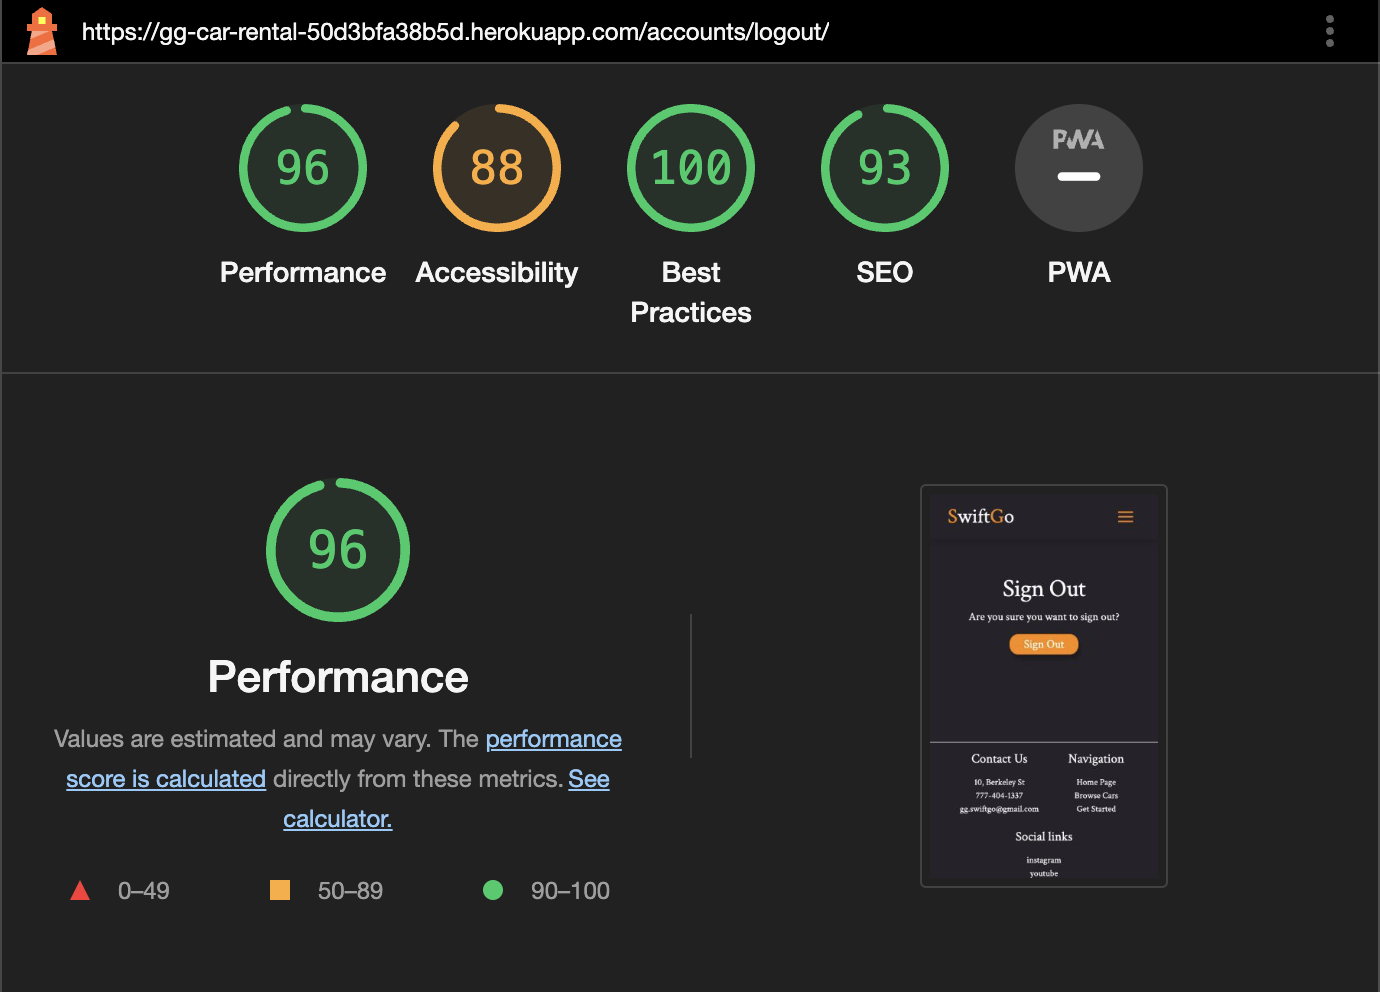 https://gg-car-rental-50d3bfa38b5d.herokuapp.com/accounts/logout/
96
88
100
93
PWA
Performance
Accessibility
Best
Practices
SEO
PWA
96
Performance
Values are estimated and may vary. The performance
score is calculated directly from these metrics. See
calculator.
0–49
50–89
90–100
SwiftGo
Sign Out
Are you sure you want to sign out?
Sign Out
Contact Us
10, Berkeley St
777-404-1337
gg.swiftgo@gmail.com
Navigation
Home Page
Browse Cars
Get Started
Social links
instagram
youtube